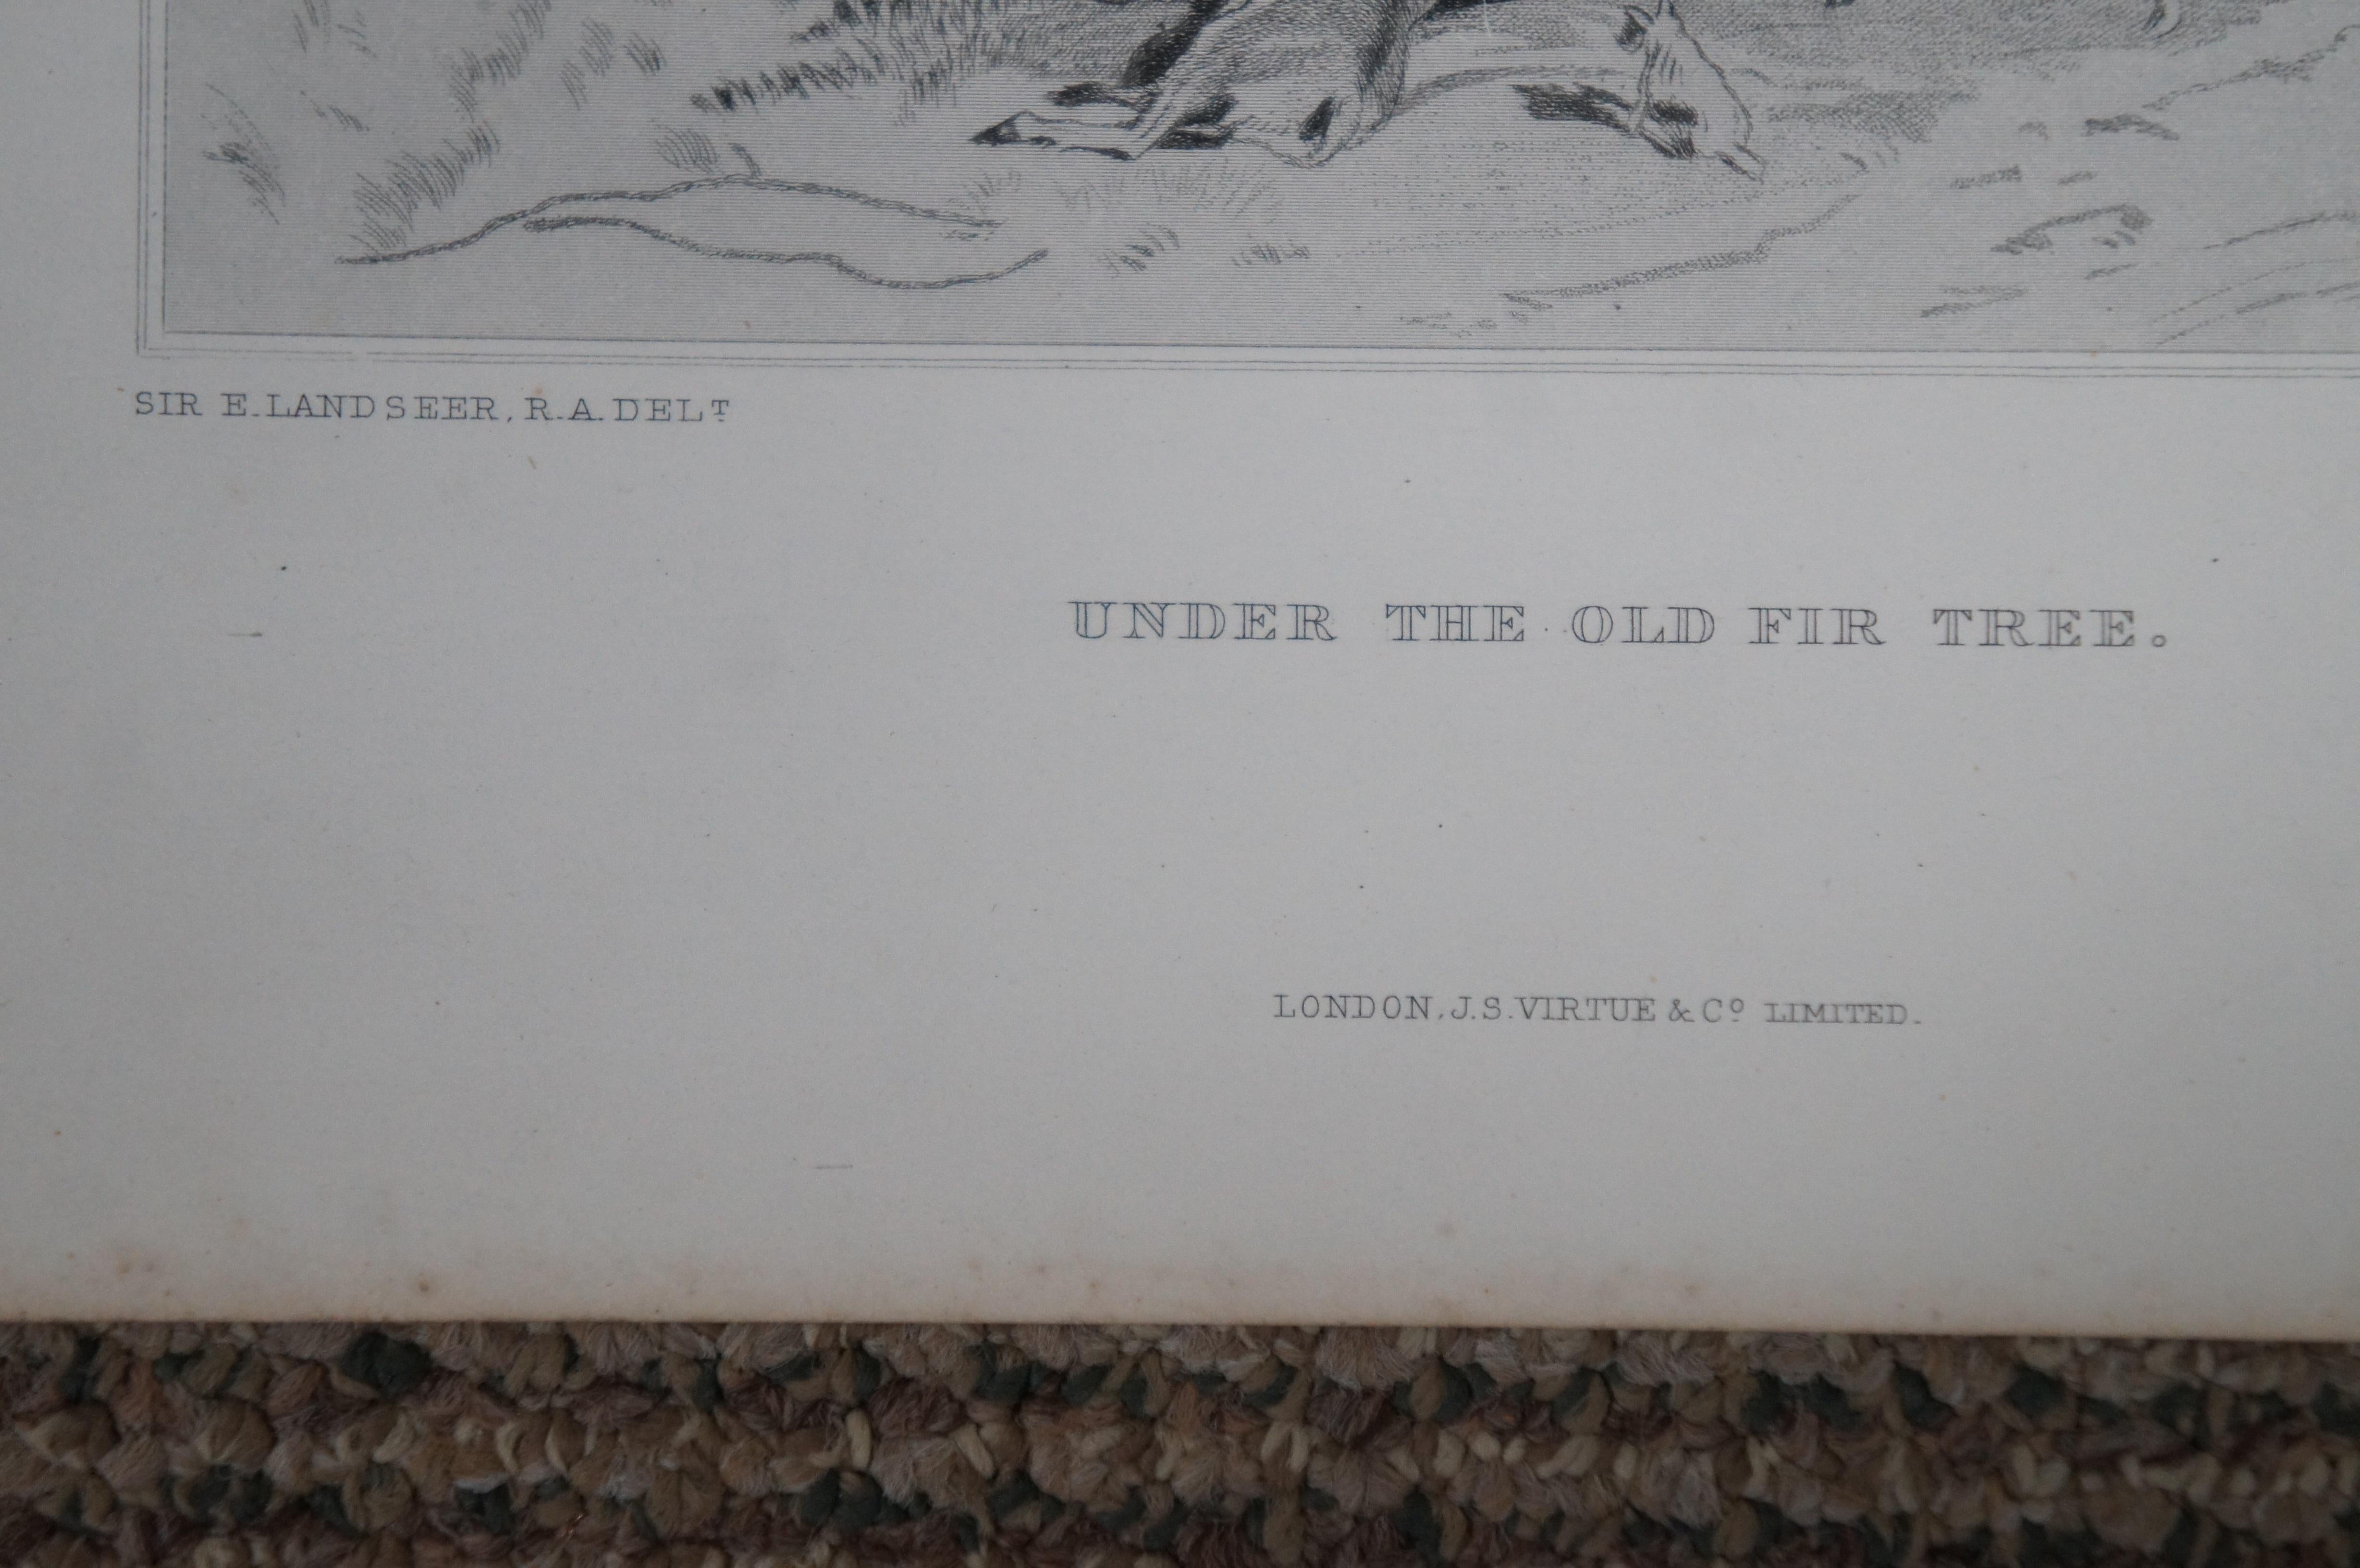 SIR E. LANDSEER, R.A. DELT
UNDER THE OLD FIR TREE.
LONDON, J.S. VIRTUE & Cº LIMITED.